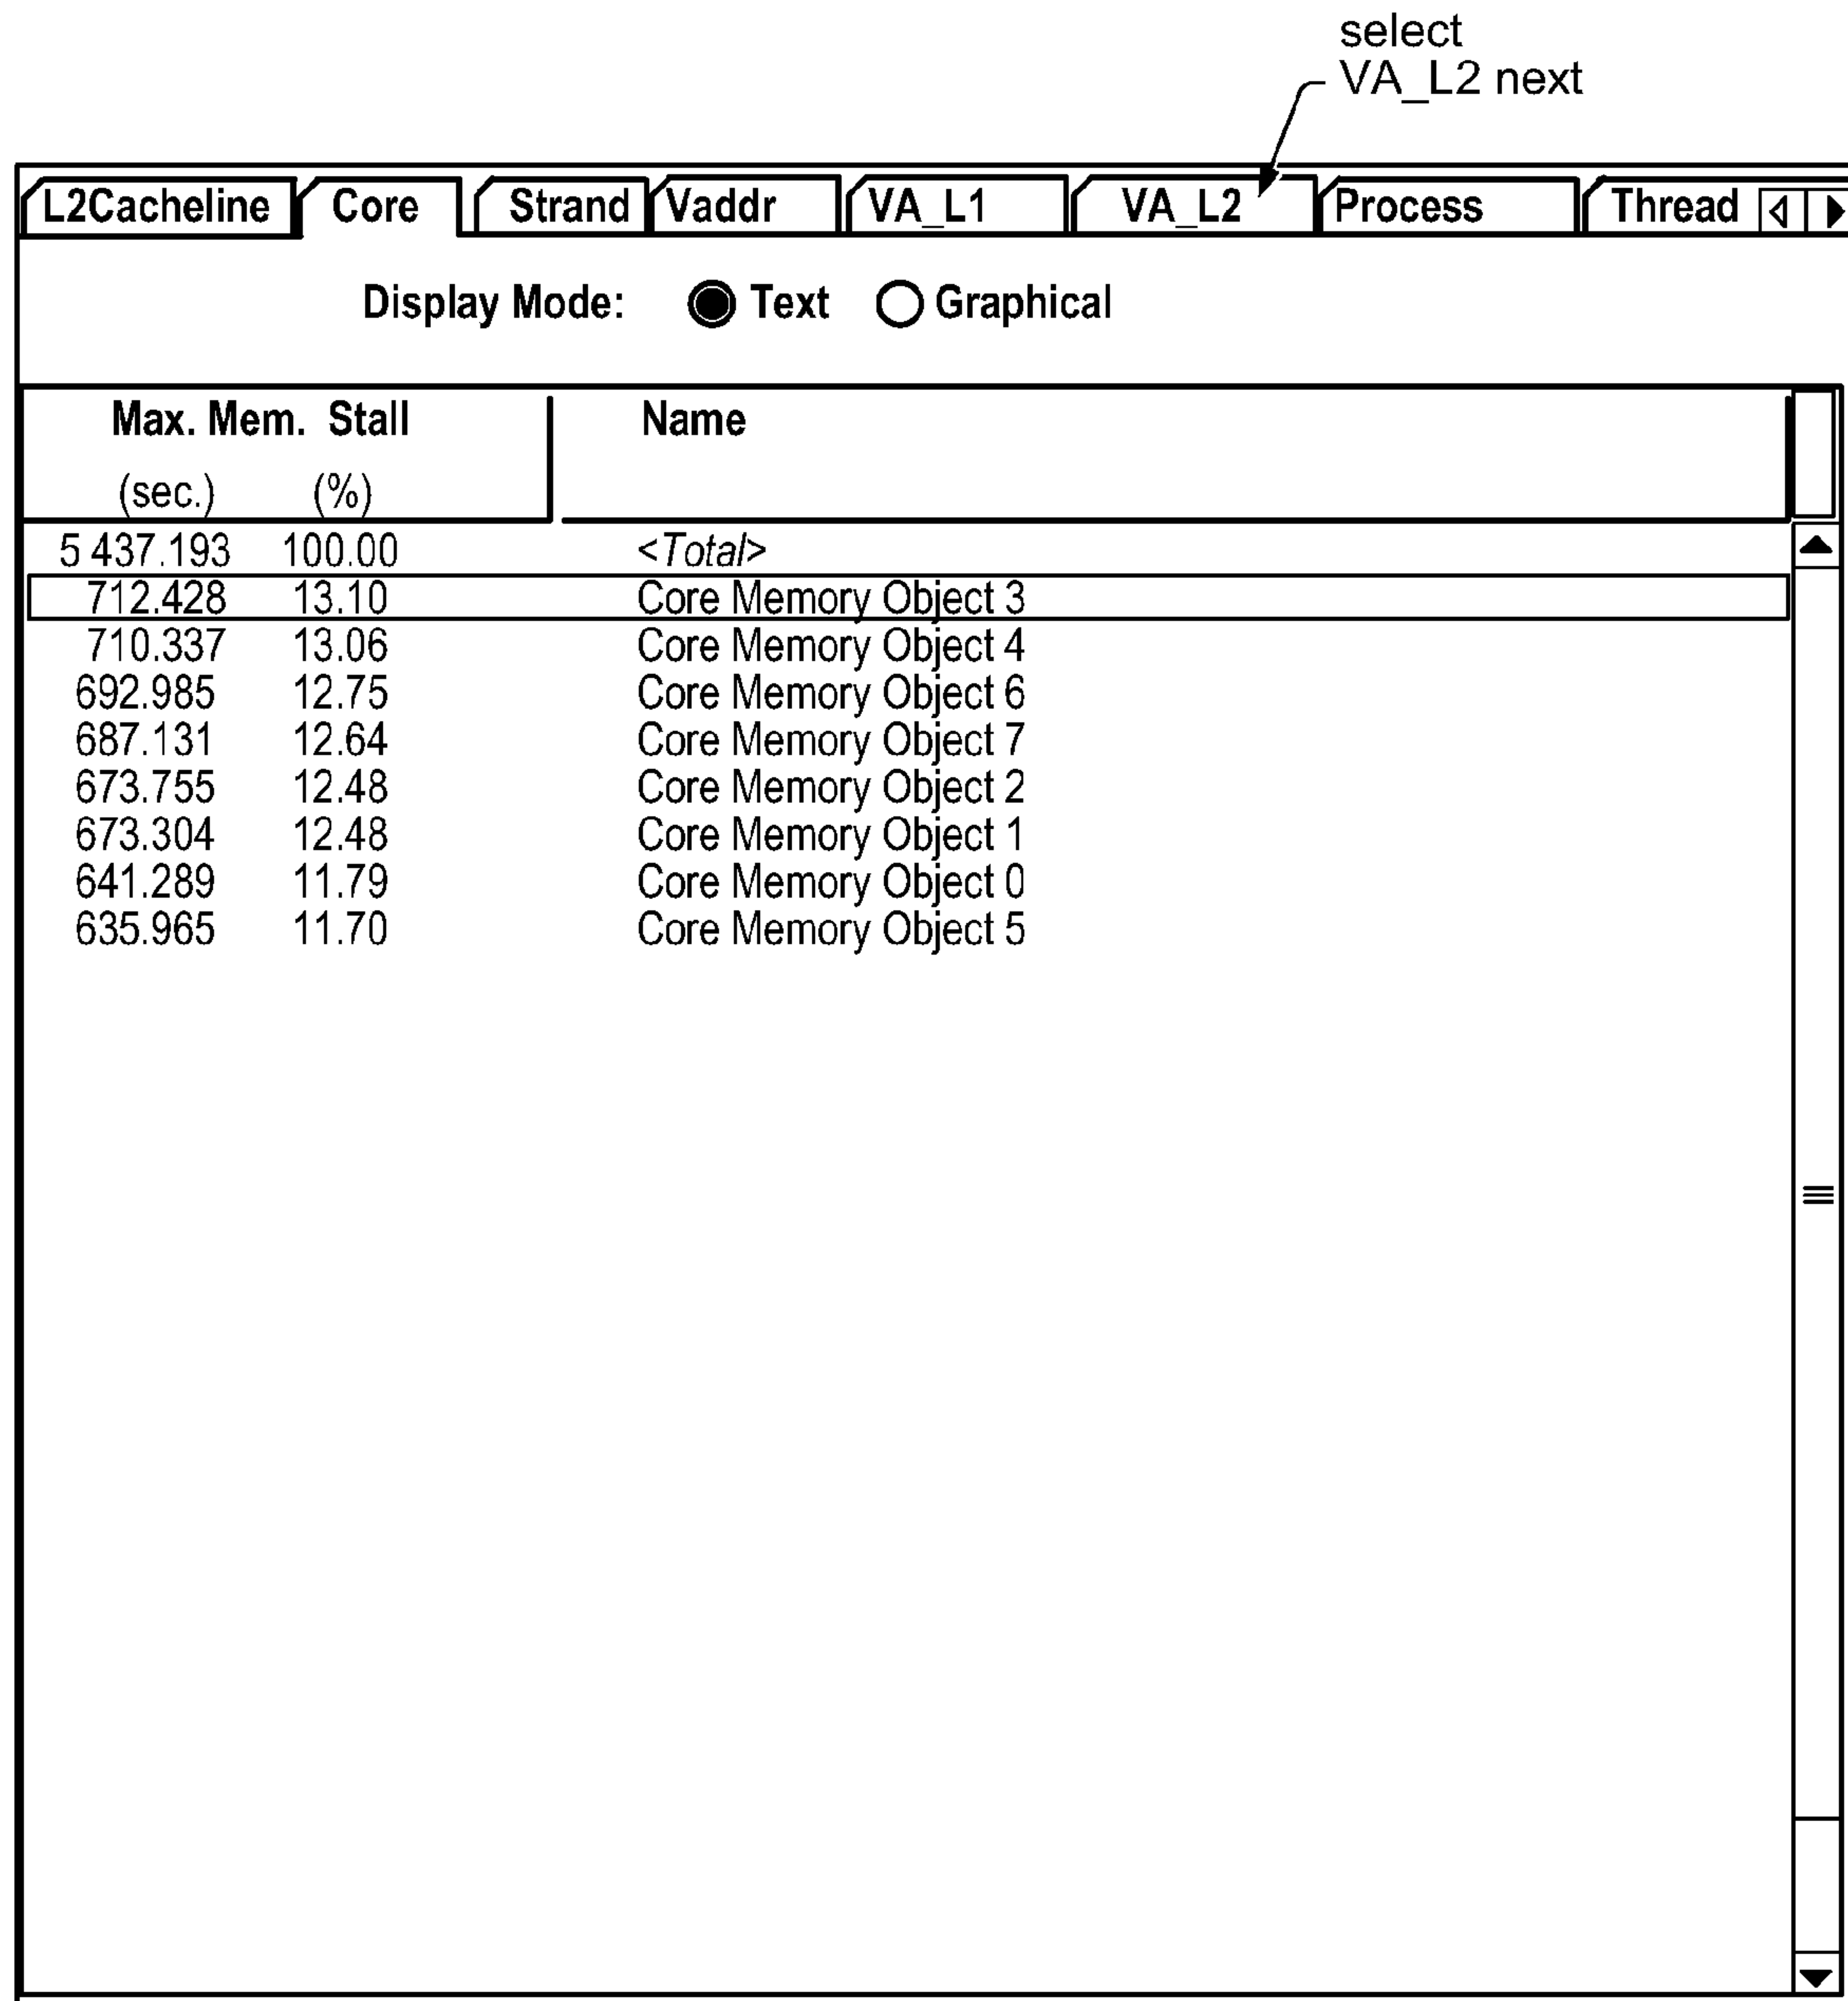 select
VA_L2 next
L2Cacheline Core Strand Vaddr VA_L1 VA_L2 Process Thread
Display Mode: Text Graphical
Max. Mem. Stall Name
(sec.) (%)
5 437.193 100.00 <Total>
712.428 13.10 Core Memory Object 3
710.337 13.06 Core Memory Object 4
692.985 12.75 Core Memory Object 6
687.131 12.64 Core Memory Object 7
673.755 12.48 Core Memory Object 2
673.304 12.48 Core Memory Object 1
641.289 11.79 Core Memory Object 0
635.965 11.70 Core Memory Object 5